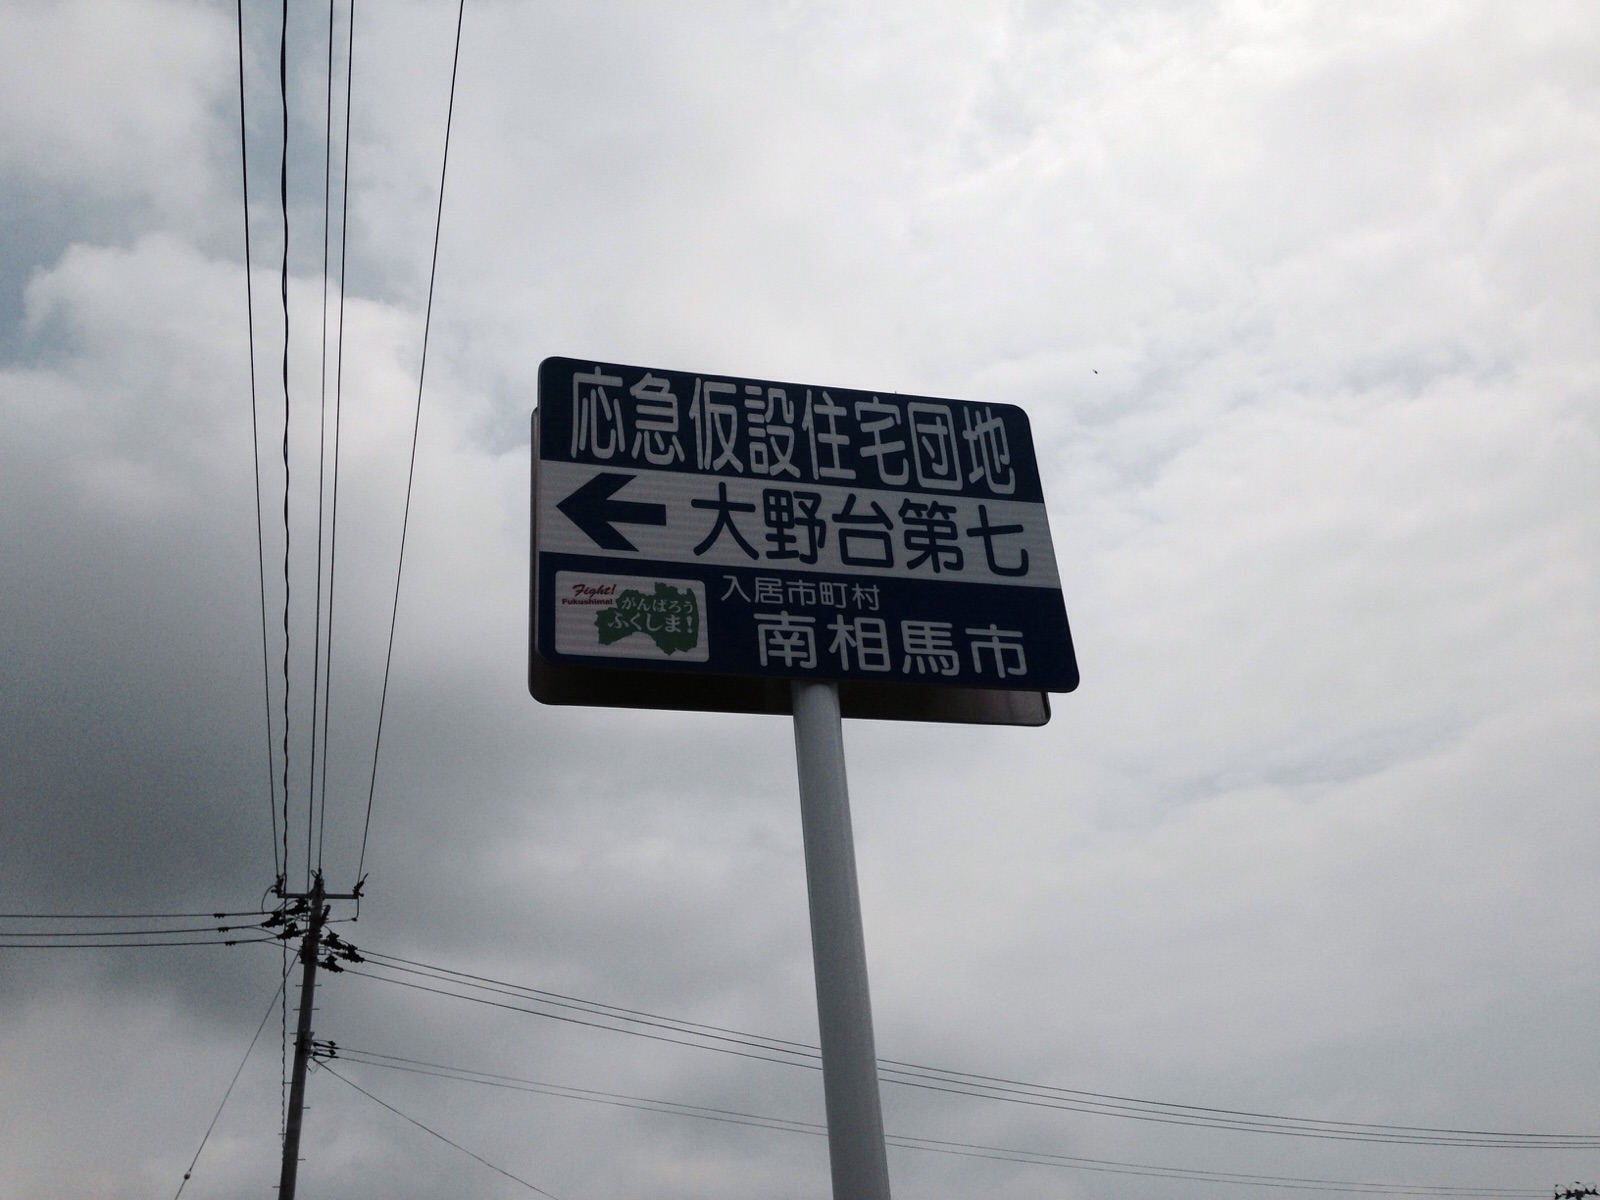 応急仮設住宅団地
大野台第七
Fight!
Fukushima!
がんばろう
ふくしま!
入居市町村
南相馬市